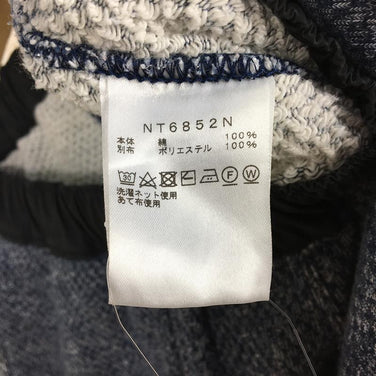 NT6852N
本体 綿 100%
別布 ポリエステル 100%
30 F W
洗濯ネット使用
あて布使用